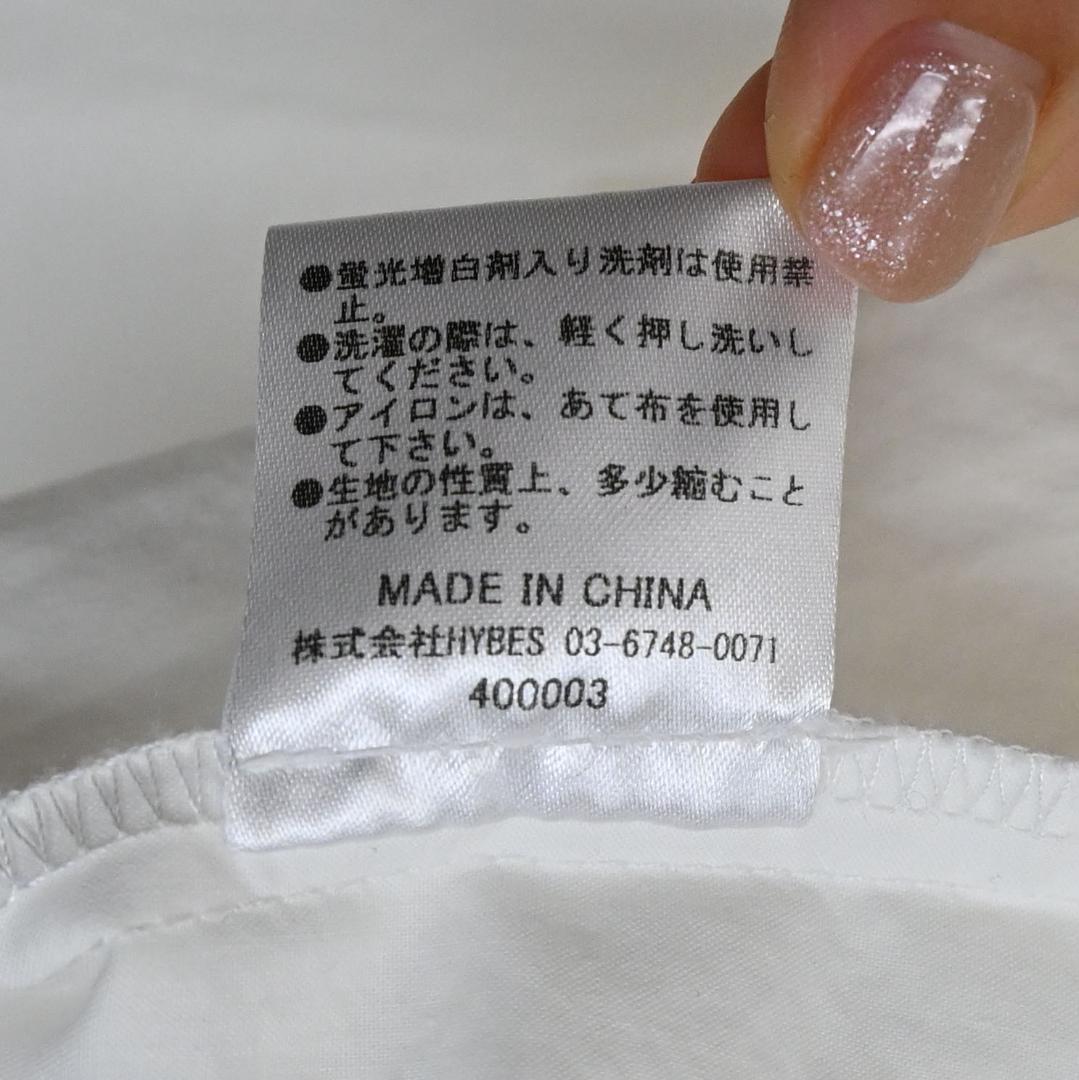 ●蛍光増白剤入り洗剤は使用禁
止。
●洗濯の際は、軽く押し洗いし
てください。
●アイロンは、あて布を使用し
て下さい。
●生地の性質上、多少縮むこと
があります。
MADE IN CHINA
株式会社HYBES 03-6748-0071
400003